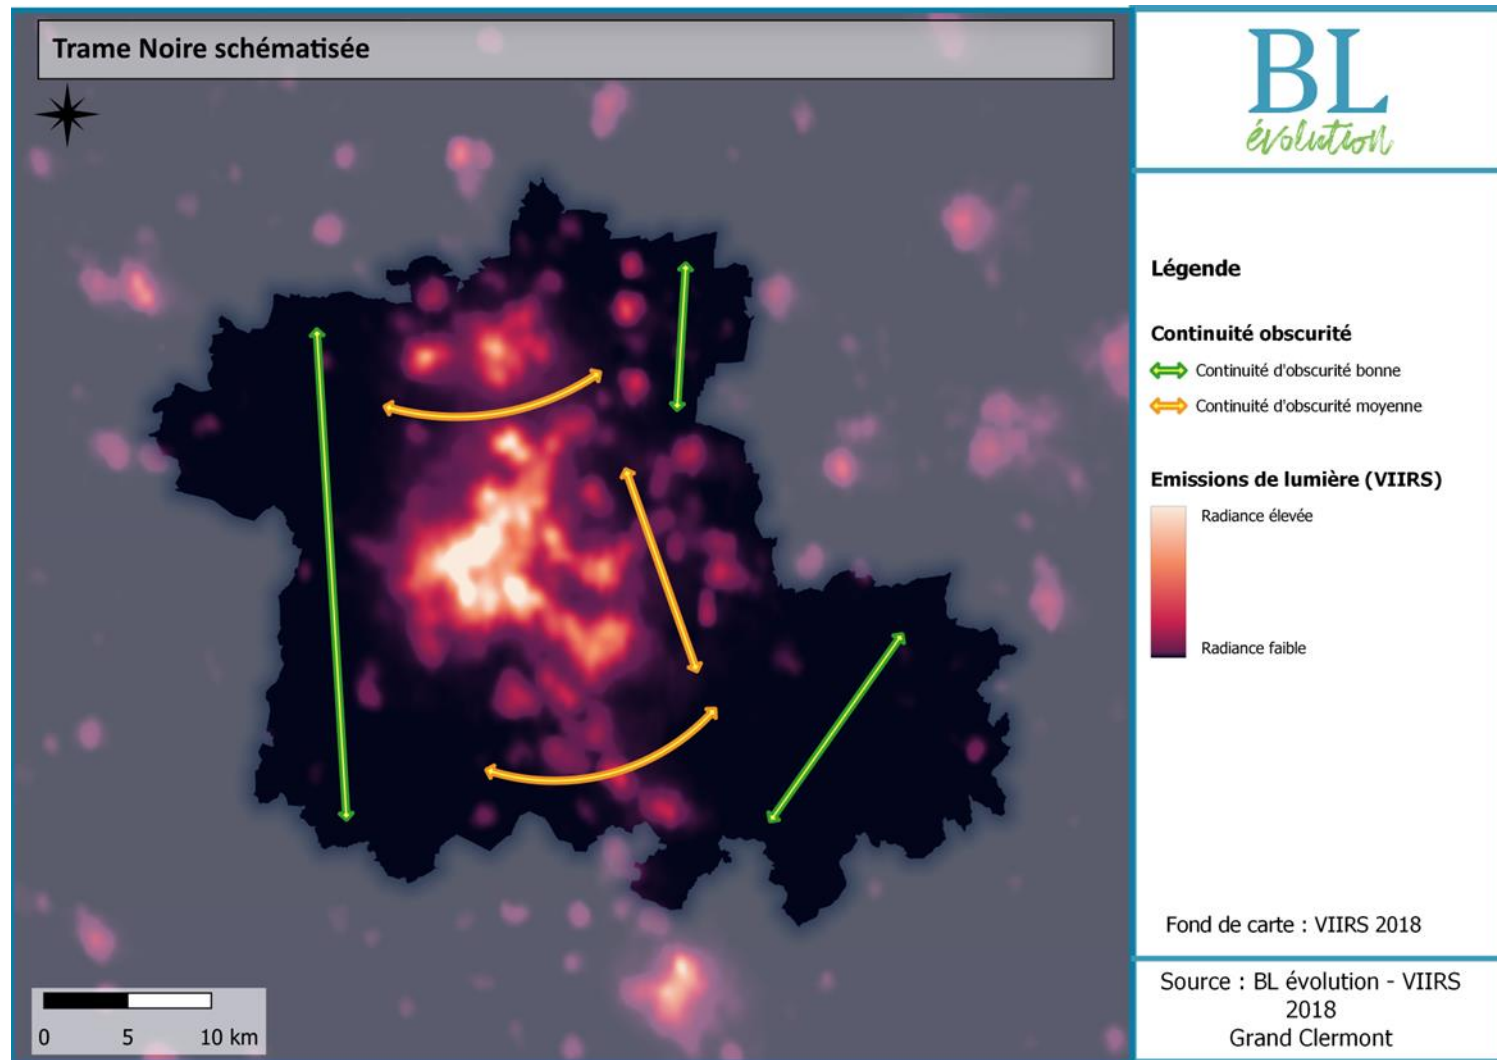 Trame Noire schématisée
BL
évolution
Légende
Continuité obscurité
Continuité d'obscurité bonne
Continuité d'obscurité moyenne
Emissions de lumière (VIIRS)
Radiance élevée
Radiance faible
Fond de carte : VIIRS 2018
Source : BL évolution - VIIRS
2018
Grand Clermont
0 5 10 km